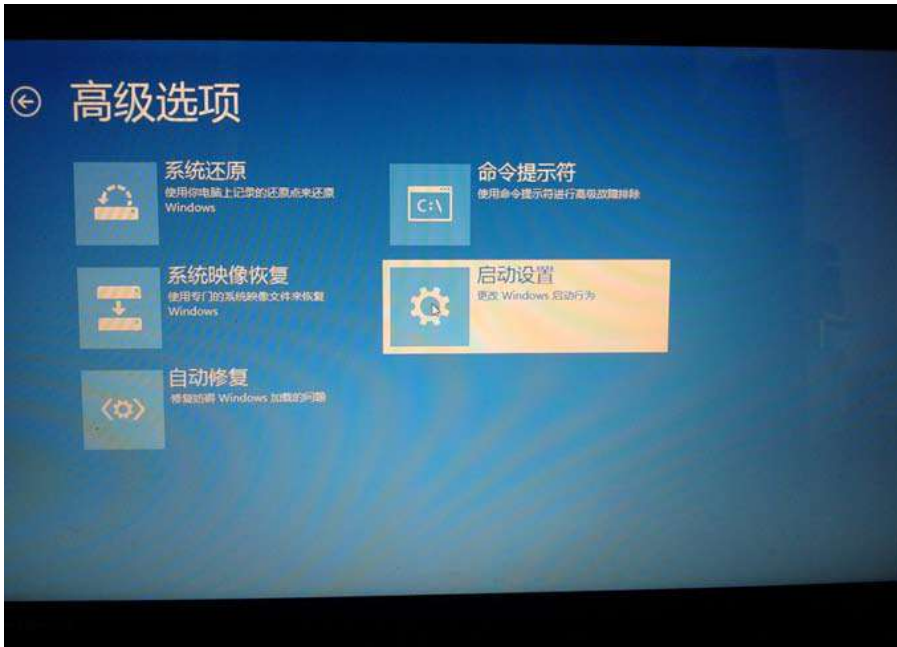 高级选项
系统还原
使用你电脑上记录的还原点来还原
Windows
命令提示符
使用命令提示符进行高级故障排除
C:\
系统映像恢复
使用专门的系统映像文件来恢复
Windows
启动设置
更改 Windows 启动行为
自动修复
修复妨碍 Windows 加载的问题